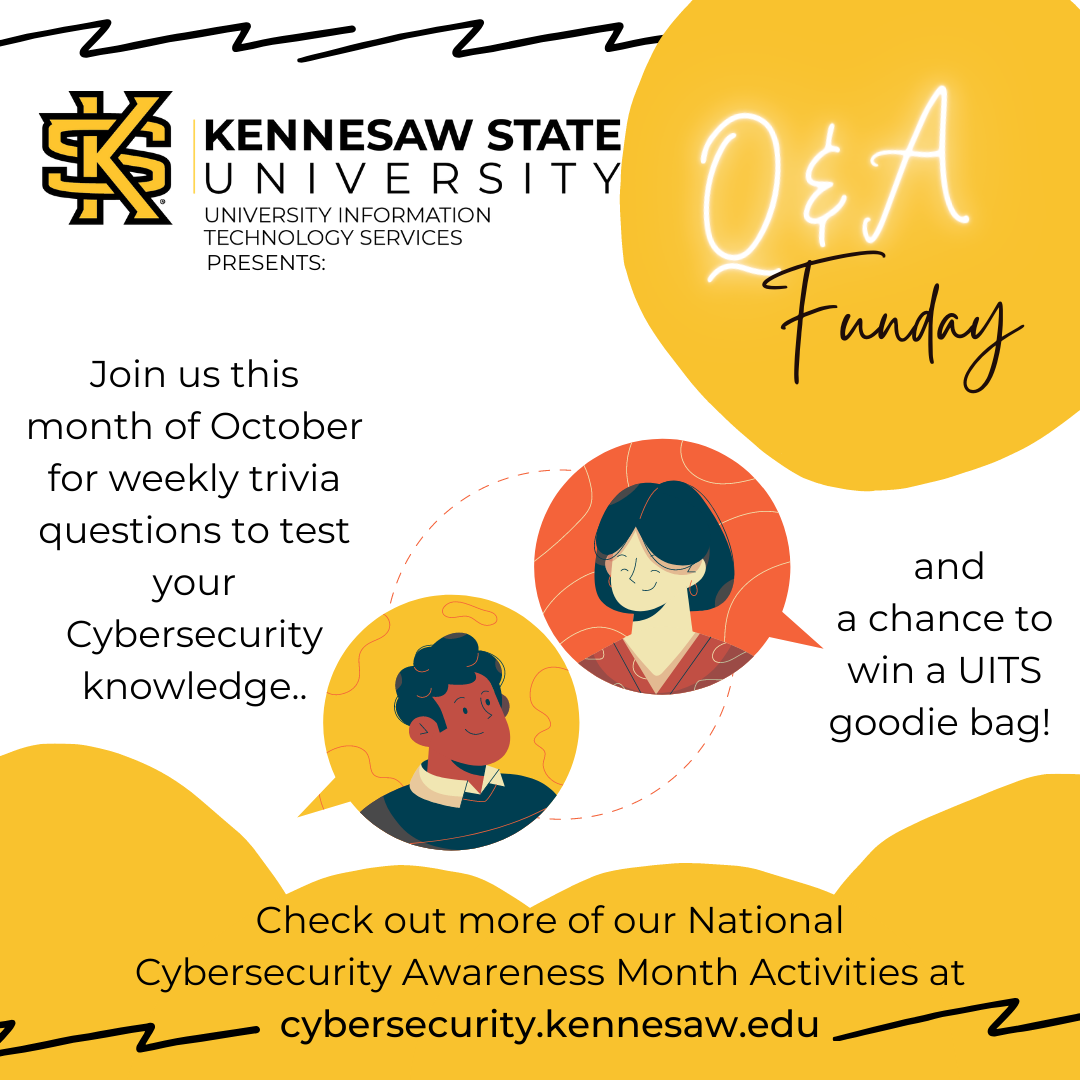 KS
KENNESAW STATE
UNIVERSITY
UNIVERSITY INFORMATION
TECHNOLOGY SERVICES
PRESENTS:
Q&A
Funday
Join us this
month of October
for weekly trivia
questions to test
your
Cybersecurity
knowledge..
and
a chance to
win a UITS
goodie bag!
Check out more of our National
Cybersecurity Awareness Month Activities at
cybersecurity.kennesaw.edu